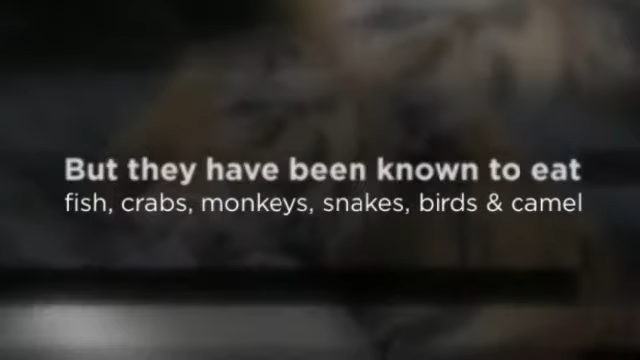 But they have been known to eat
fish, crabs, monkeys, snakes, birds & camel